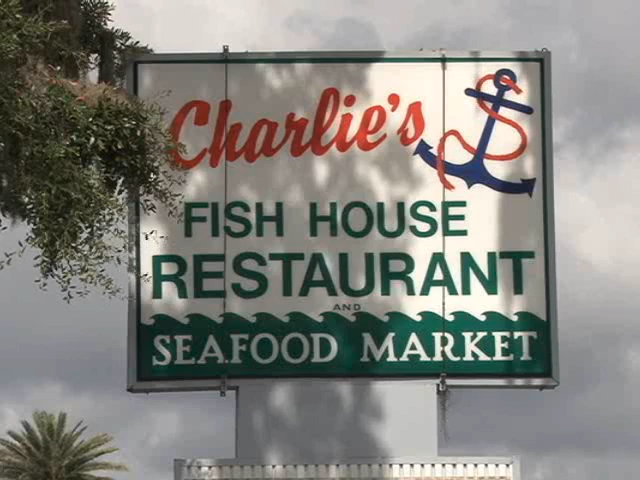 Charlie's
FISH HOUSE
RESTAURANT
AND
SEAFOOD MARKET